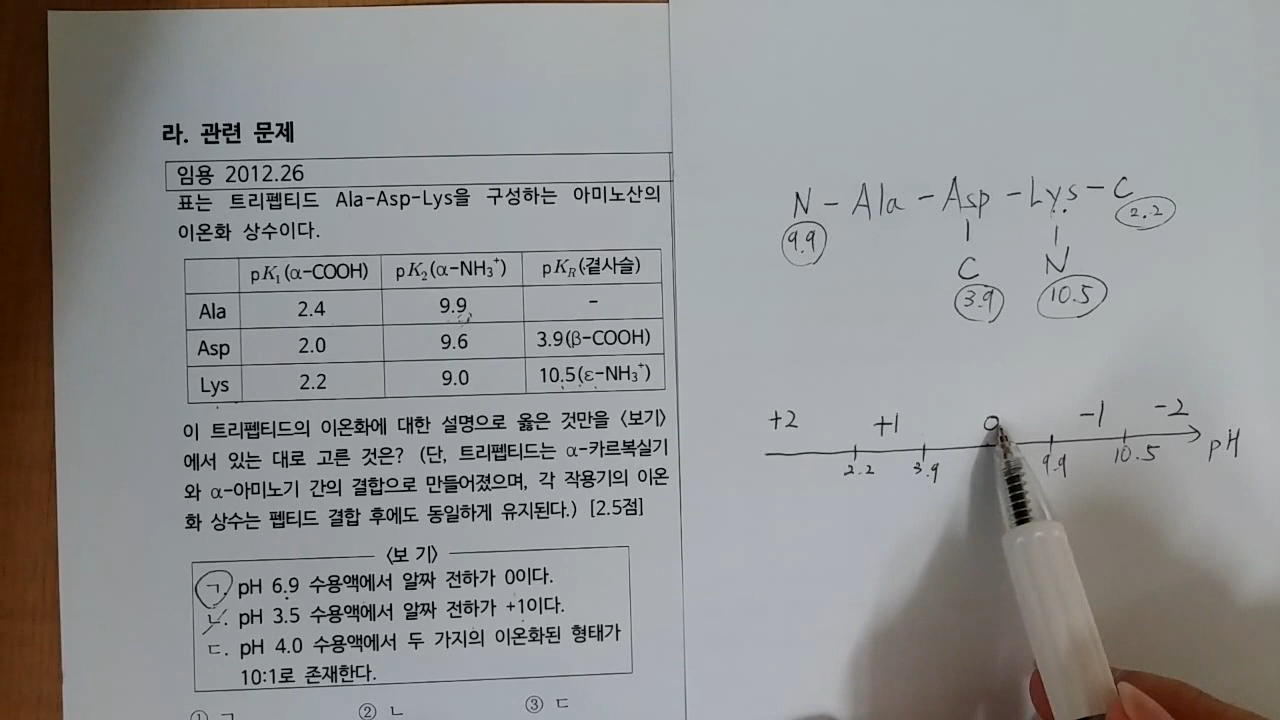 라. 관련 문제
임용 2012.26
표는 트리펩티드 Ala-Asp-Lys을 구성하는 아미노산의
이온화 상수이다.
pK₁(α-COOH) pK₂(α-NH₃⁺) pK_R(곁사슬)
Ala 2.4 9.9 -
Asp 2.0 9.6 3.9(β-COOH)
Lys 2.2 9.0 10.5(ε-NH₃⁺)
이 트리펩티드의 이온화에 대한 설명으로 옳은 것만을 〈보기〉
에서 있는 대로 고른 것은? (단, 트리펩티드는 α-카르복실기
와 α-아미노기 간의 결합으로 만들어졌으며, 각 작용기의 이온
화 상수는 펩티드 결합 후에도 동일하게 유지된다.) [2.5점]
〈보 기〉
ㄱ pH 6.9 수용액에서 알짜 전하가 0이다.
ㄴ. pH 3.5 수용액에서 알짜 전하가 +1이다.
ㄷ. pH 4.0 수용액에서 두 가지의 이온화된 형태가
10:1로 존재한다.
① ㄱ ② ㄴ ③ ㄷ
N - Ala - Asp - Lys - C
9.9 2.2
C N
3.9 10.5
+2 +1 0 -1 -2
2.2 3.9 9.9 10.5 pH